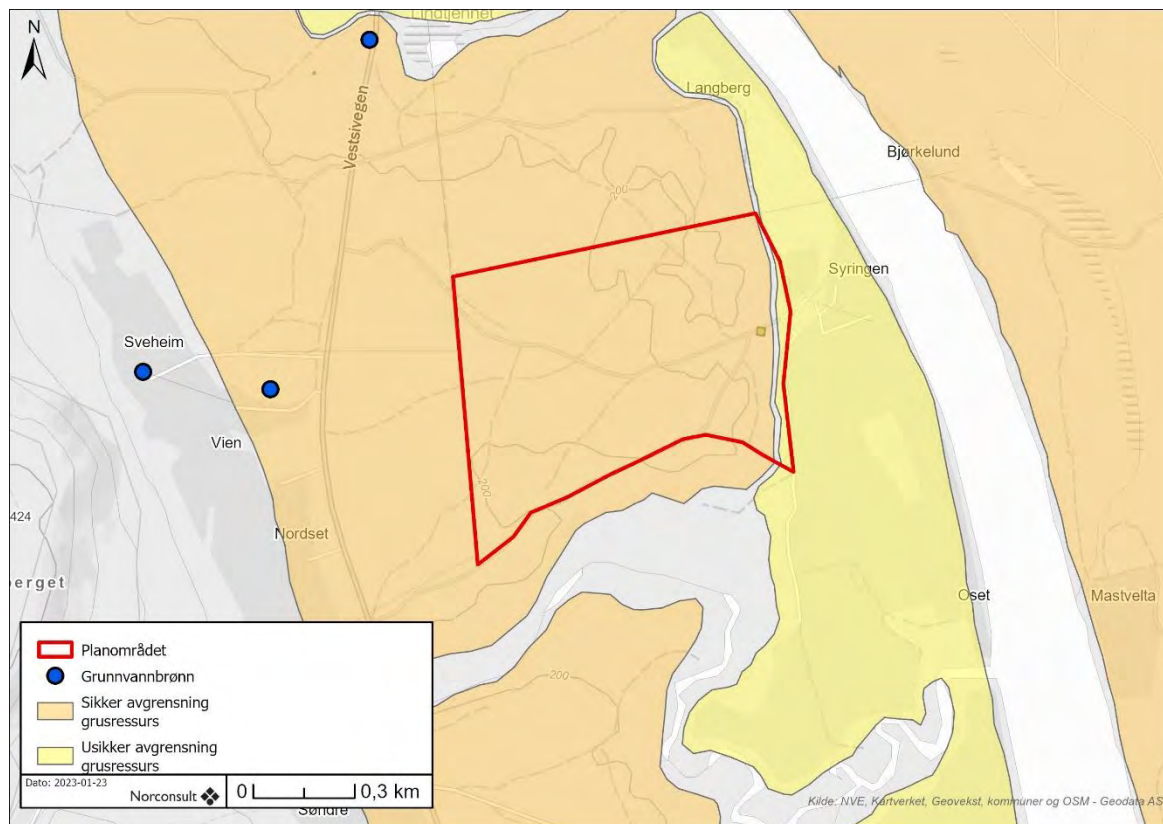 Lindtjennet
N
Langberg
Vestsivegen
Bjørkelund
200
Syringen
Sveheim
Vien
200
424
Nordset
berget
Oset
Mastvelta
200
Planområdet
Grunnvannbrønn
Sikker avgrensning
grusressurs
Usikker avgrensning
grusressurs
Dato: 2023-01-23
Norconsult
0 0,3 km
Søndre
Kilde: NVE, Kartverket, Geovekst, kommuner og OSM - Geodata AS